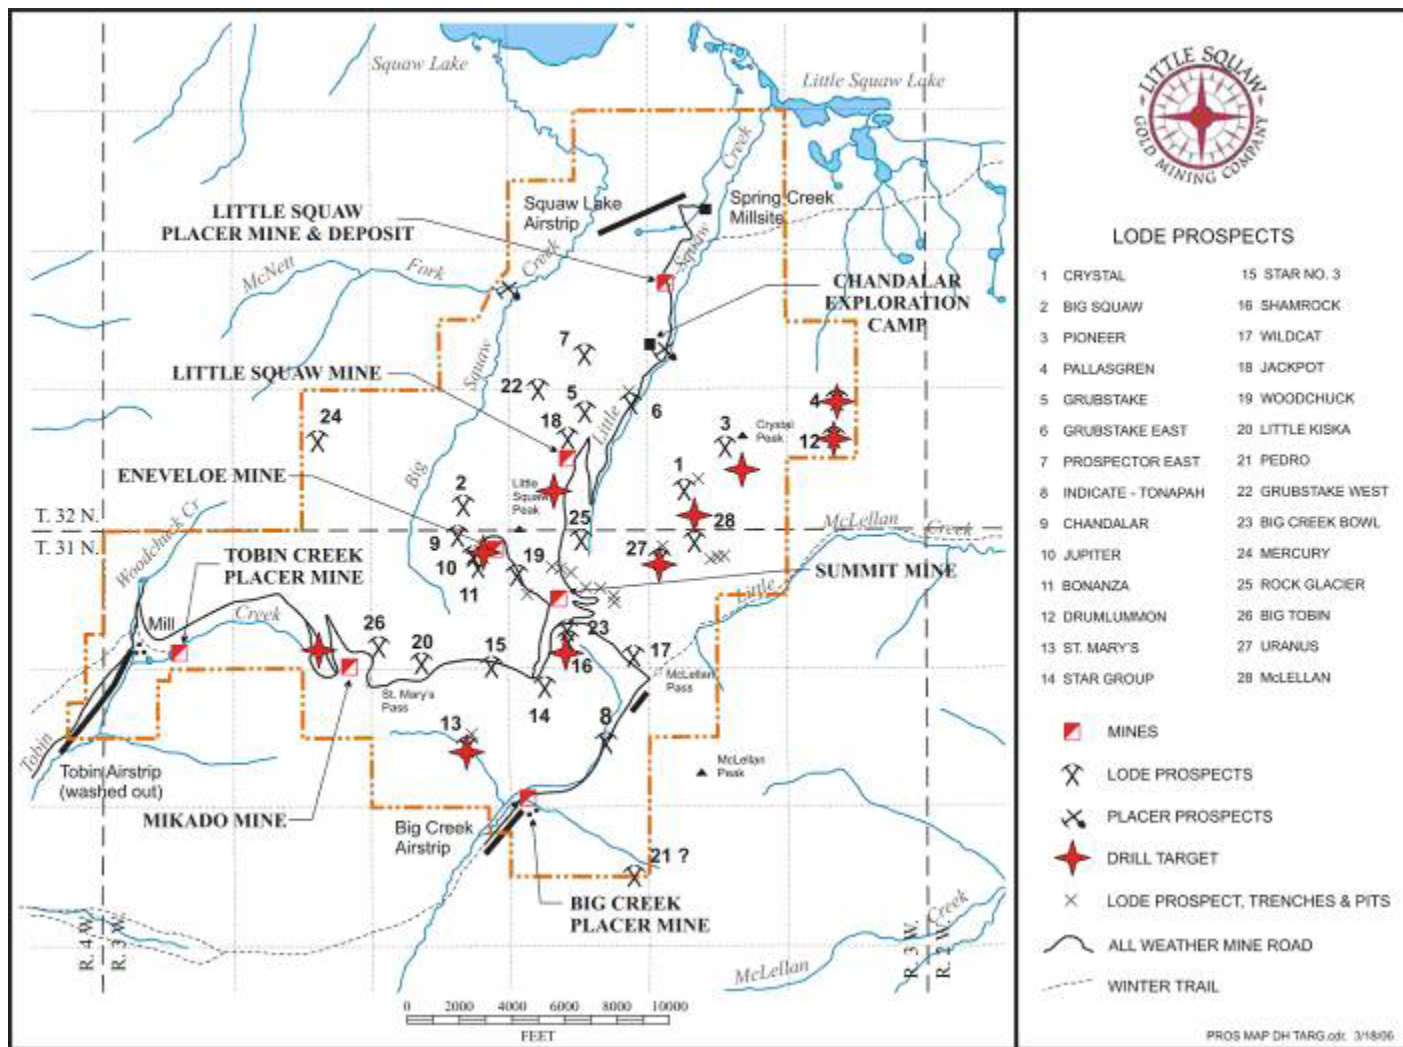 Squaw Lake
Little Squaw Lake
Creek
LITTLE SQUAW
PLACER MINE & DEPOSIT
Squaw Lake
Airstrip
Spring Creek
Millsite
McNett
Fork
Creek
Squaw
CHANDALAR
EXPLORATION
CAMP
7
LITTLE SQUAW MINE
Squaw
22
5
6
4
24
18
Little
3
Crystal
Peak
12
ENEVELOE MINE
Big
2
Little
Squaw
Peak
1
T. 32 N.
T. 31 N.
Woodchuck Cr
25
28
McLellan
Creek
9
10
11
19
27
TOBIN CREEK
PLACER MINE
SUMMIT MINE
Little
Mill
Creek
26
20
15
23
16
17
McLellan
Pass
St. Mary's
Pass
14
13
8
Tobin
Tobin Airstrip
(washed out)
McLellan
Peak
MIKADO MINE
Big Creek
Airstrip
21 ?
BIG CREEK
PLACER MINE
R. 4 W.
R. 3 W.
R. 3 W.
R. 2 W.
McLellan
Creek
0 2000 4000 6000 8000 10000
FEET
LITTLE SQUAW
GOLD MINING COMPANY
LODE PROSPECTS
1 CRYSTAL
2 BIG SQUAW
3 PIONEER
4 PALLASGREN
5 GRUBSTAKE
6 GRUBSTAKE EAST
7 PROSPECTOR EAST
8 INDICATE - TONAPAH
9 CHANDALAR
10 JUPITER
11 BONANZA
12 DRUMLUMMON
13 ST. MARY'S
14 STAR GROUP
15 STAR NO. 3
16 SHAMROCK
17 WILDCAT
18 JACKPOT
19 WOODCHUCK
20 LITTLE KISKA
21 PEDRO
22 GRUBSTAKE WEST
23 BIG CREEK BOWL
24 MERCURY
25 ROCK GLACIER
26 BIG TOBIN
27 URANUS
28 McLELLAN
MINES
LODE PROSPECTS
PLACER PROSPECTS
DRILL TARGET
LODE PROSPECT, TRENCHES & PITS
ALL WEATHER MINE ROAD
WINTER TRAIL
PROS MAP DH TARG.cdr. 3/18/06